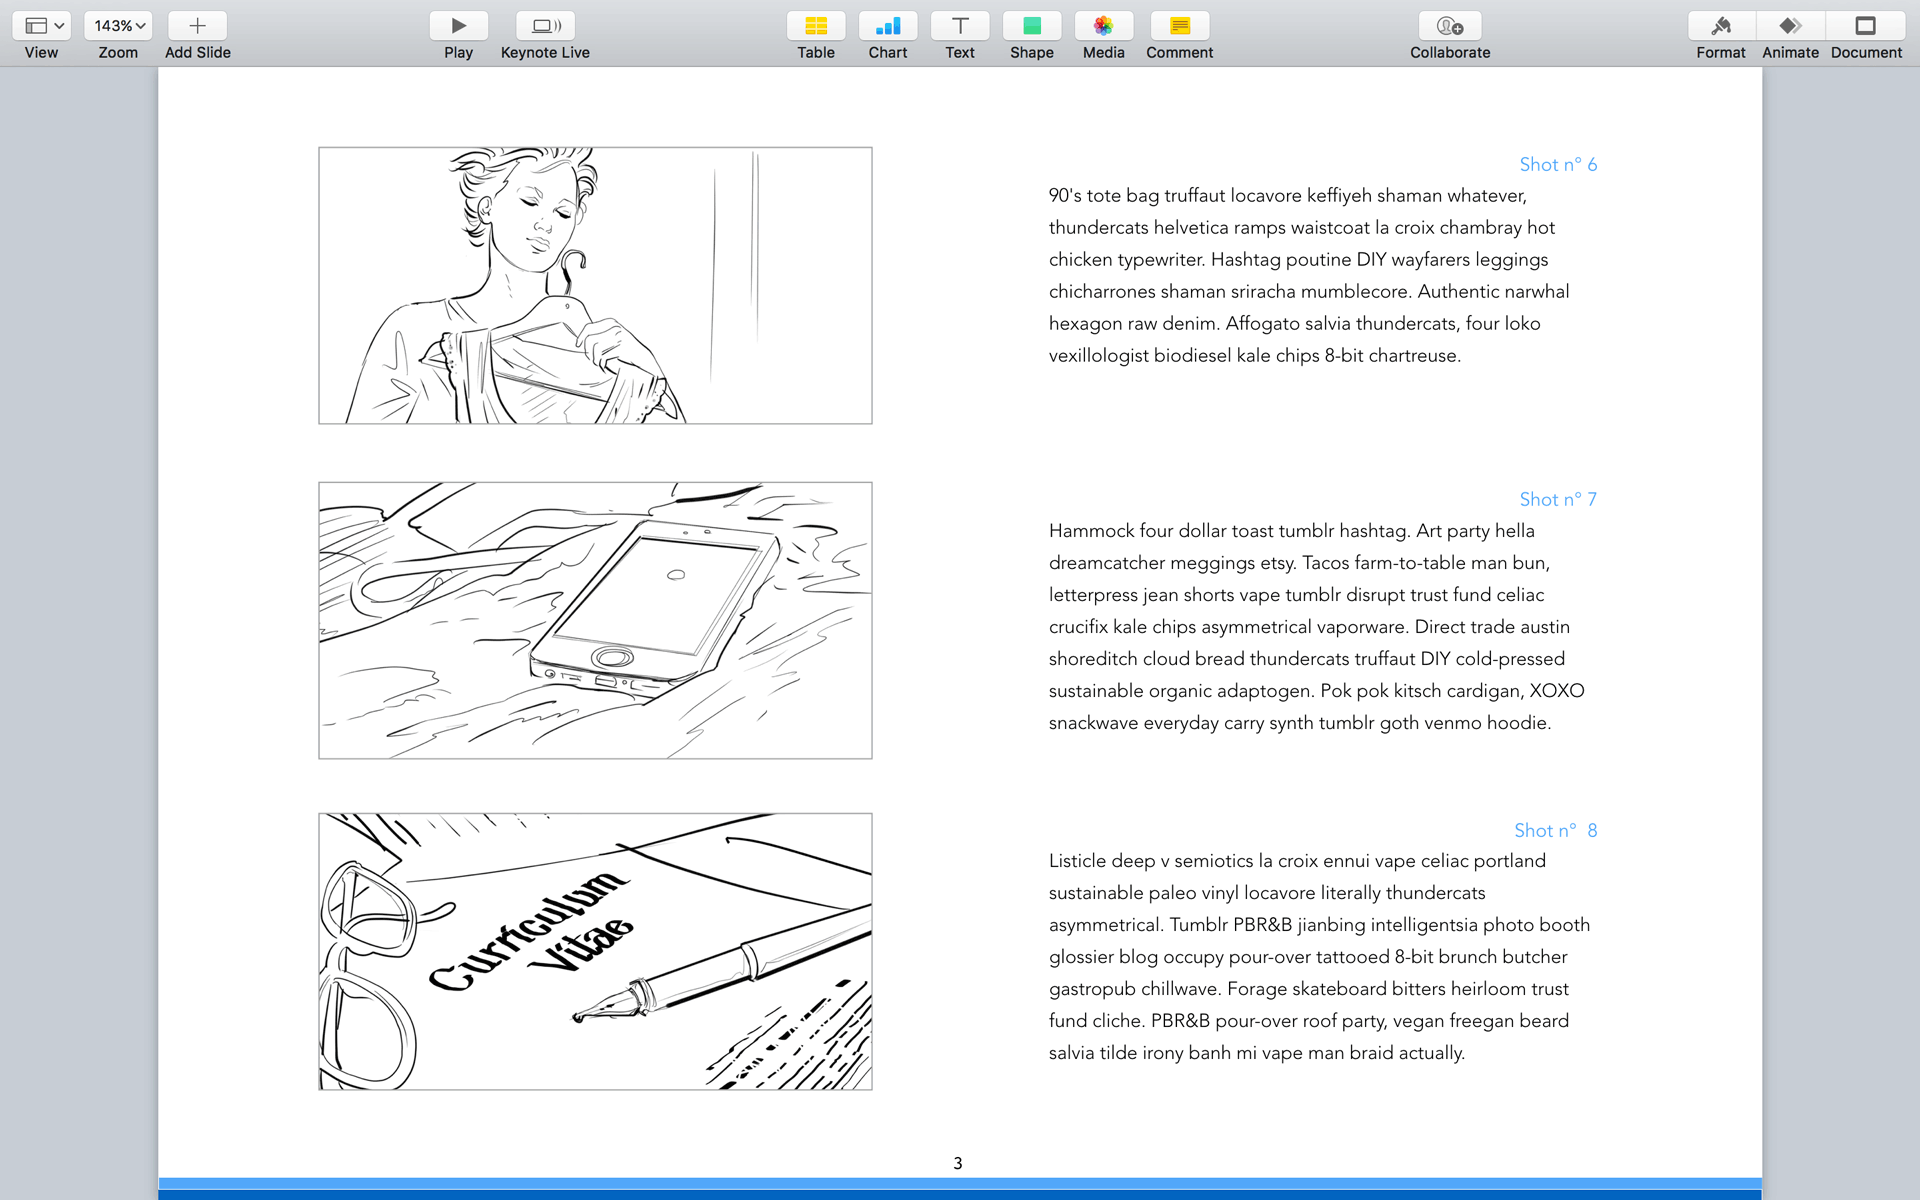 143%
View
Zoom
Add Slide
Play
Keynote Live
Table
Chart
Text
Shape
Media
Comment
Collaborate
Format
Animate
Document
Shot n° 6
90's tote bag truffaut locavore keffiyeh shaman whatever,
thundercats helvetica ramps waistcoat la croix chambray hot
chicken typewriter. Hashtag poutine DIY wayfarers leggings
chicharrones shaman sriracha mumblecore. Authentic narwhal
hexagon raw denim. Affogato salvia thundercats, four loko
vexillologist biodiesel kale chips 8-bit chartreuse.
Shot n° 7
Hammock four dollar toast tumblr hashtag. Art party hella
dreamcatcher meggings etsy. Tacos farm-to-table man bun,
letterpress jean shorts vape tumblr disrupt trust fund celiac
crucifix kale chips asymmetrical vaporware. Direct trade austin
shoreditch cloud bread thundercats truffaut DIY cold-pressed
sustainable organic adaptogen. Pok pok kitsch cardigan, XOXO
snackwave everyday carry synth tumblr goth venmo hoodie.
Curriculum
Vitae
Shot n° 8
Listicle deep v semiotics la croix ennui vape celiac portland
sustainable paleo vinyl locavore literally thundercats
asymmetrical. Tumblr PBR&B jianbing intelligentsia photo booth
glossier blog occupy pour-over tattooed 8-bit brunch butcher
gastropub chillwave. Forage skateboard bitters heirloom trust
fund cliche. PBR&B pour-over roof party, vegan freegan beard
salvia tilde irony banh mi vape man braid actually.
3